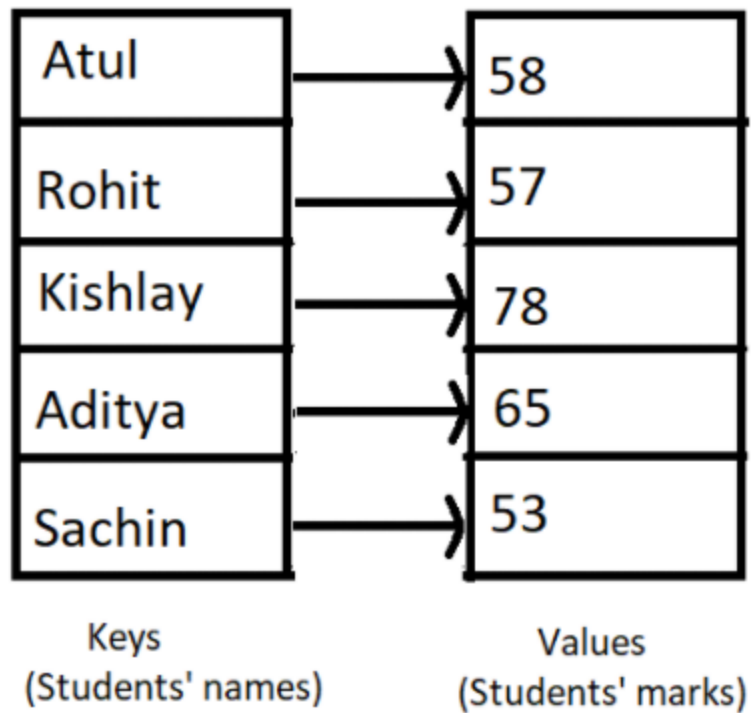 Atul
58
Rohit
57
Kishlay
78
Aditya
65
Sachin
53
Keys
(Students' names)
Values
(Students' marks)